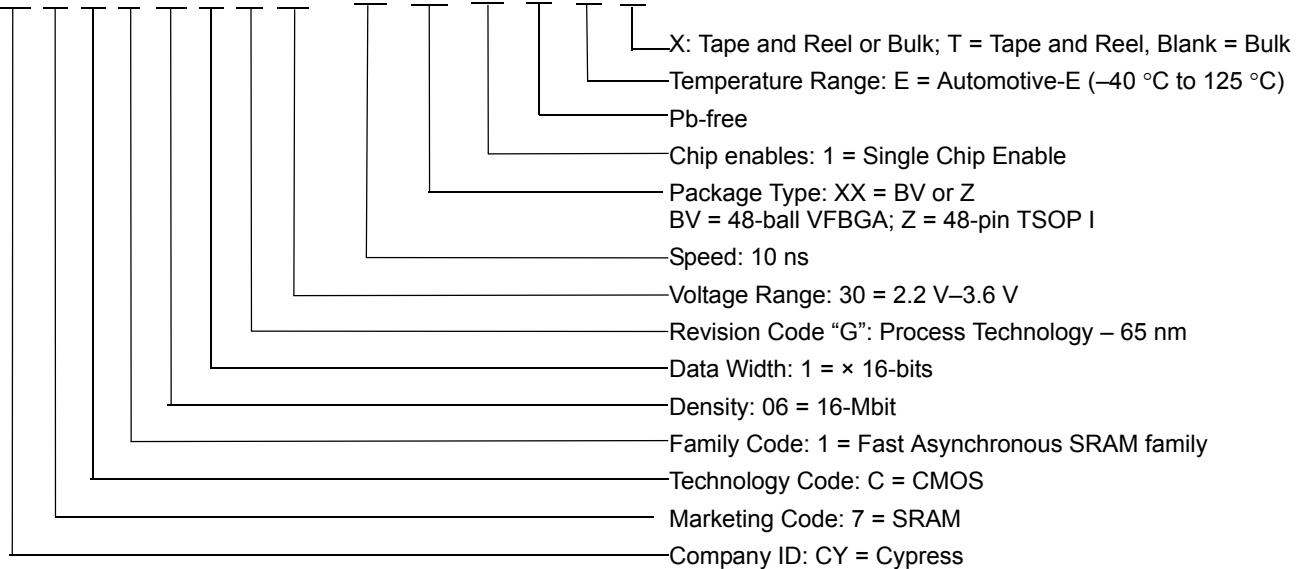 X: Tape and Reel or Bulk; T = Tape and Reel, Blank = Bulk
Temperature Range: E = Automotive-E (–40 °C to 125 °C)
Pb-free
Chip enables: 1 = Single Chip Enable
Package Type: XX = BV or Z
BV = 48-ball VFBGA; Z = 48-pin TSOP I
Speed: 10 ns
Voltage Range: 30 = 2.2 V–3.6 V
Revision Code “G”: Process Technology – 65 nm
Data Width: 1 = × 16-bits
Density: 06 = 16-Mbit
Family Code: 1 = Fast Asynchronous SRAM family
Technology Code: C = CMOS
Marketing Code: 7 = SRAM
Company ID: CY = Cypress